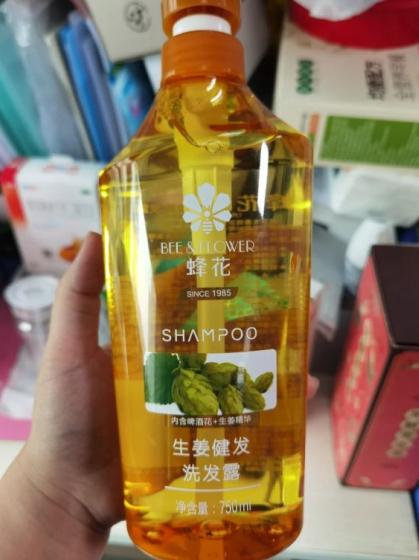 BEE & FLOWER
蜂花
SINCE 1985
SHAMPOO
内含啤酒花+生姜精华
生姜健发
洗发露
净含量:750ml